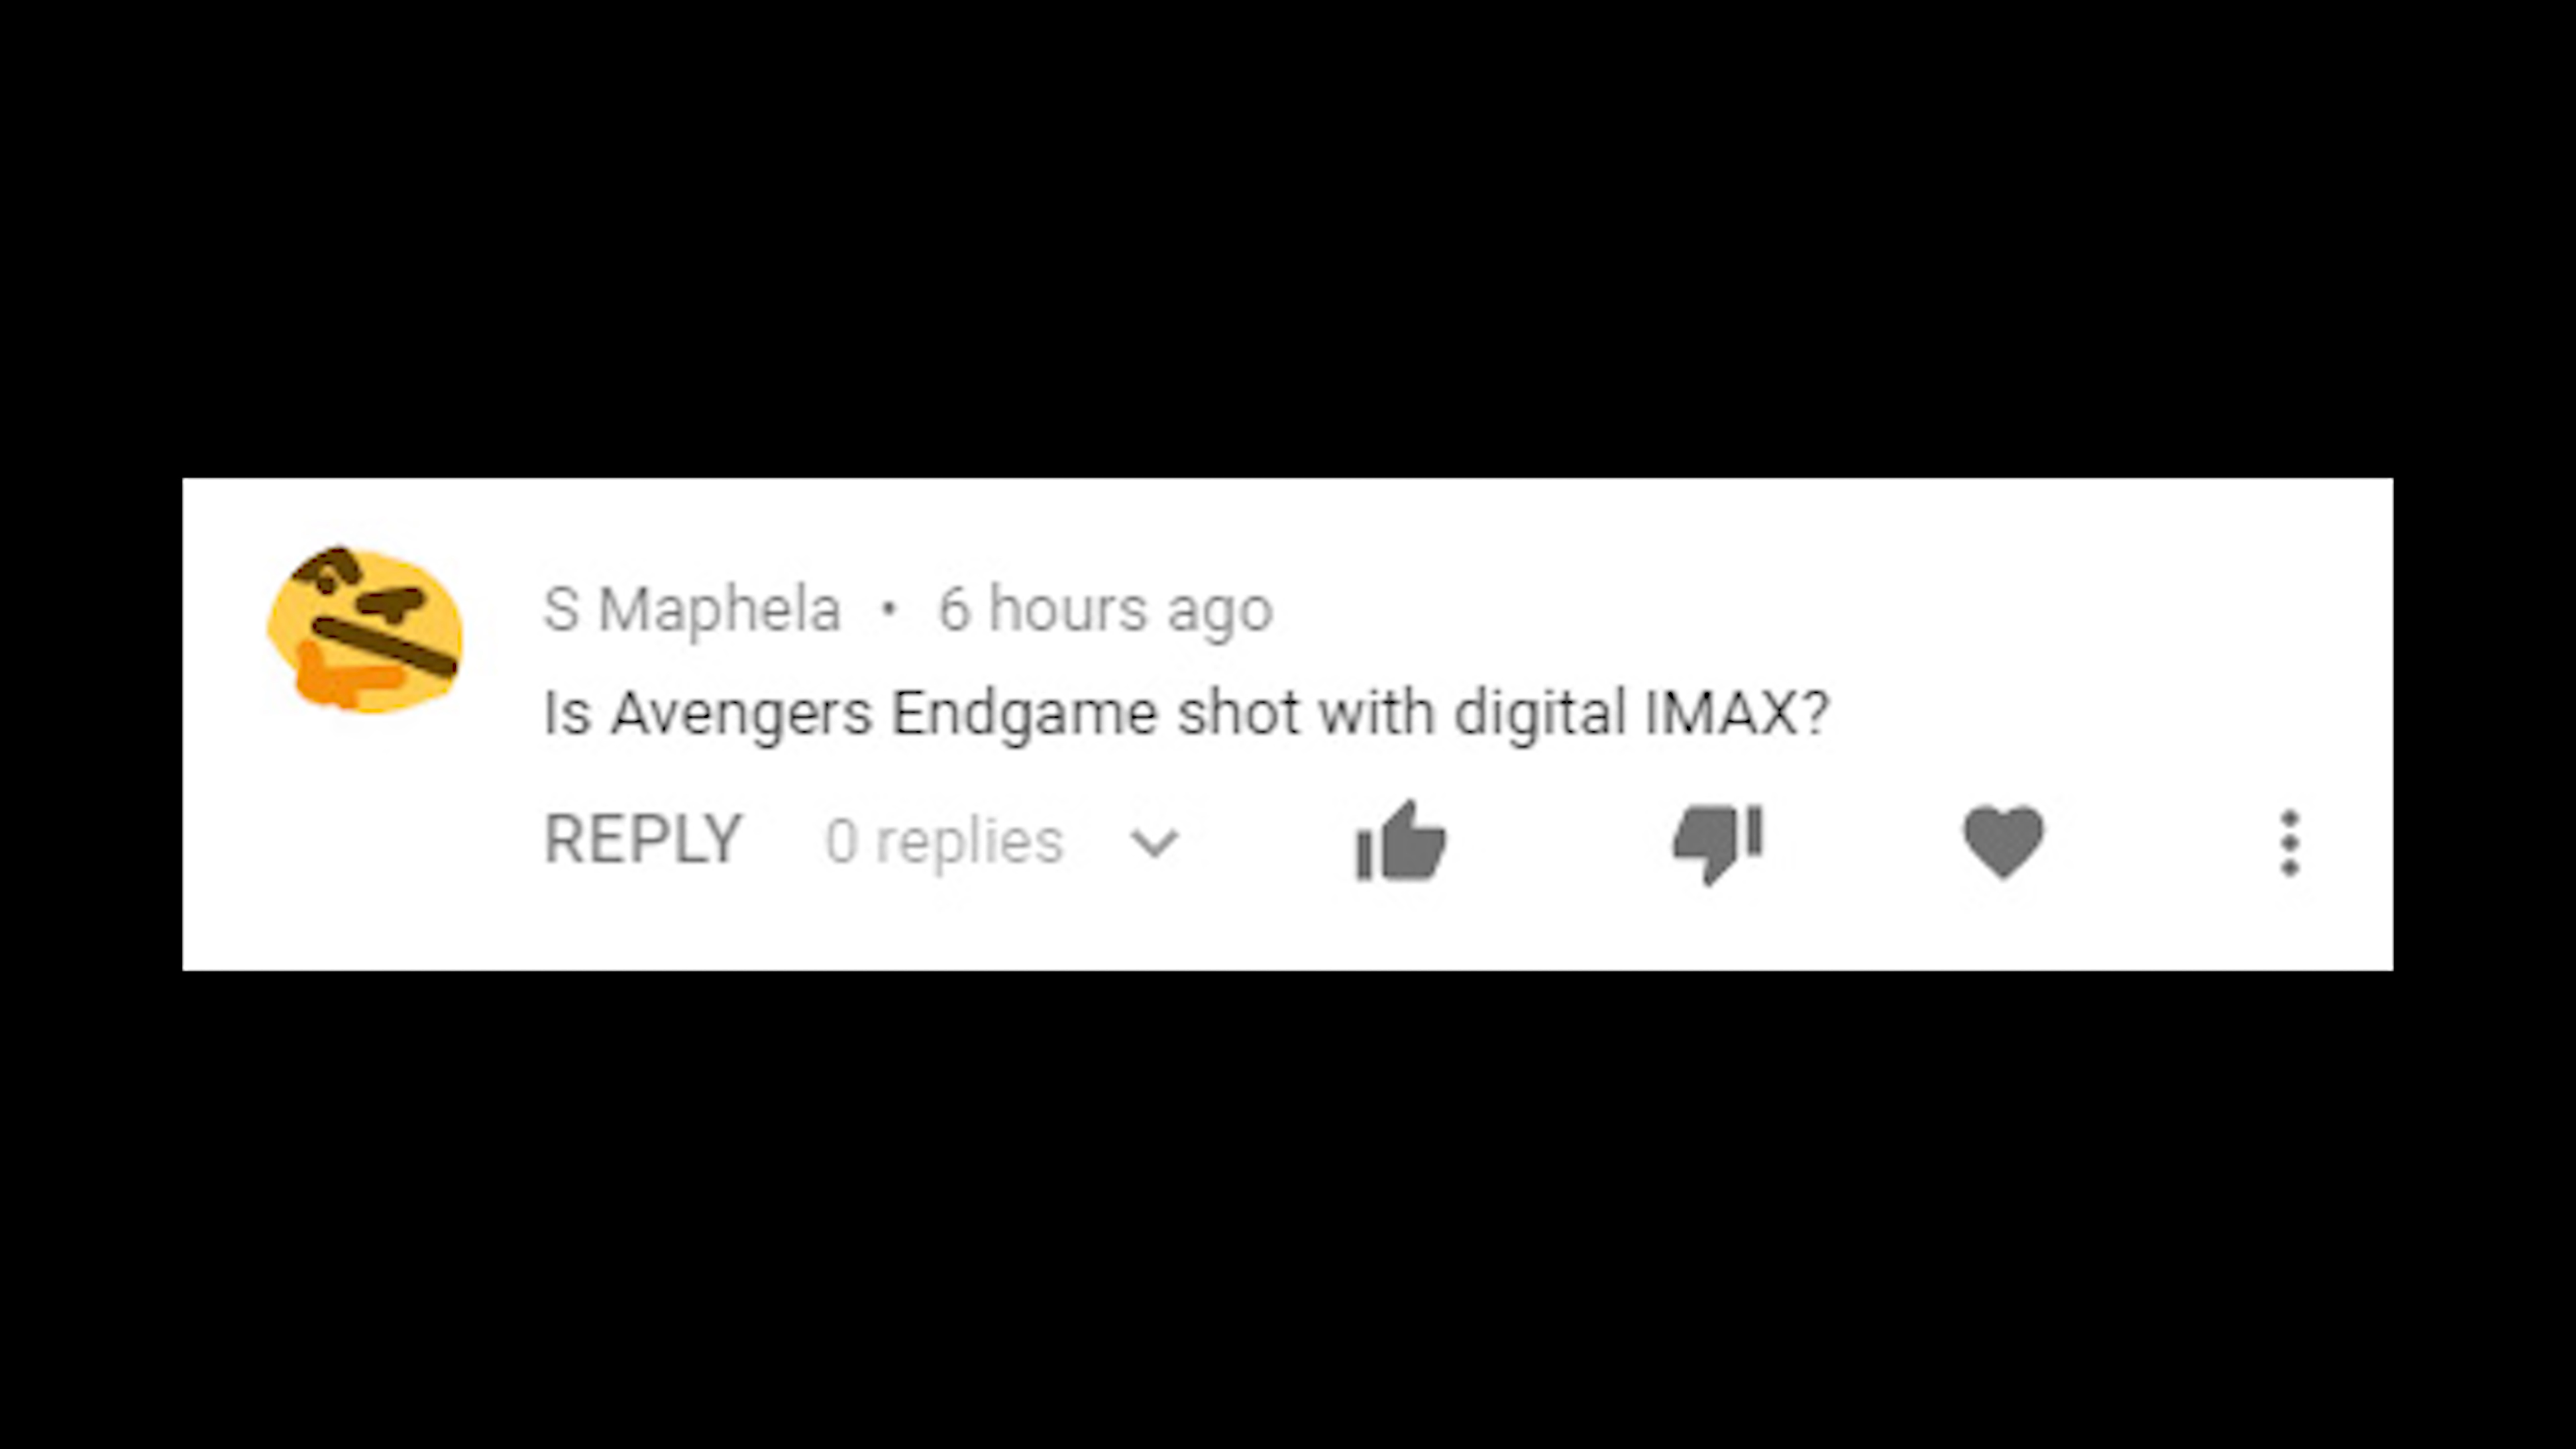 S Maphela • 6 hours ago
Is Avengers Endgame shot with digital IMAX?
REPLY 0 replies